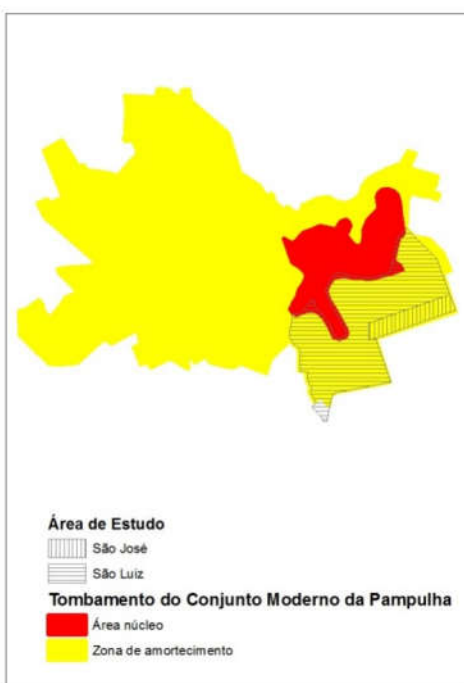 Área de Estudo
São José
São Luiz
Tombamento do Conjunto Moderno da Pampulha
Área núcleo
Zona de amortecimento